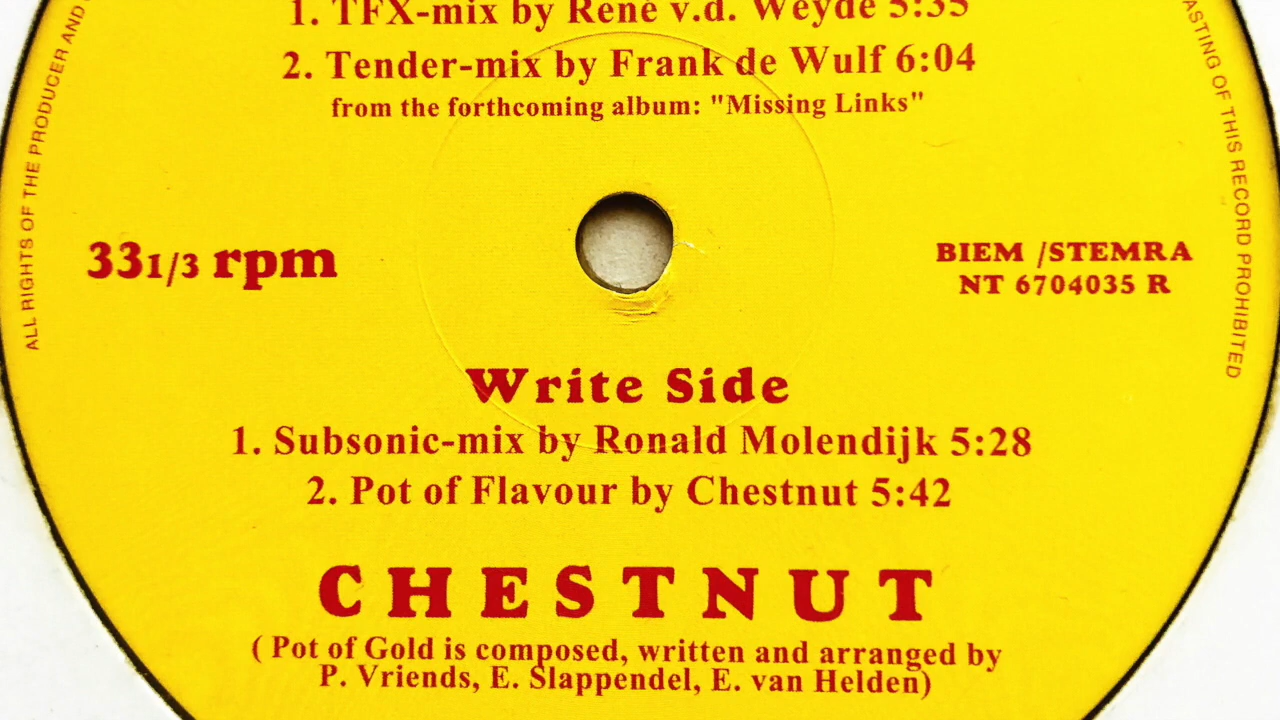 1. TFX-mix by René v.d. Weyde 5:35
2. Tender-mix by Frank de Wulf 6:04
from the forthcoming album: "Missing Links"
ALL RIGHTS OF THE PRODUCER AND
OF THIS RECORD PROHIBITED
33 1/3 rpm
BIEM /STEMRA
NT 6704035 R
Write Side
1. Subsonic-mix by Ronald Molendijk 5:28
2. Pot of Flavour by Chestnut 5:42
CHESTNUT
( Pot of Gold is composed, written and arranged by
P. Vriends, E. Slappendel, E. van Helden)